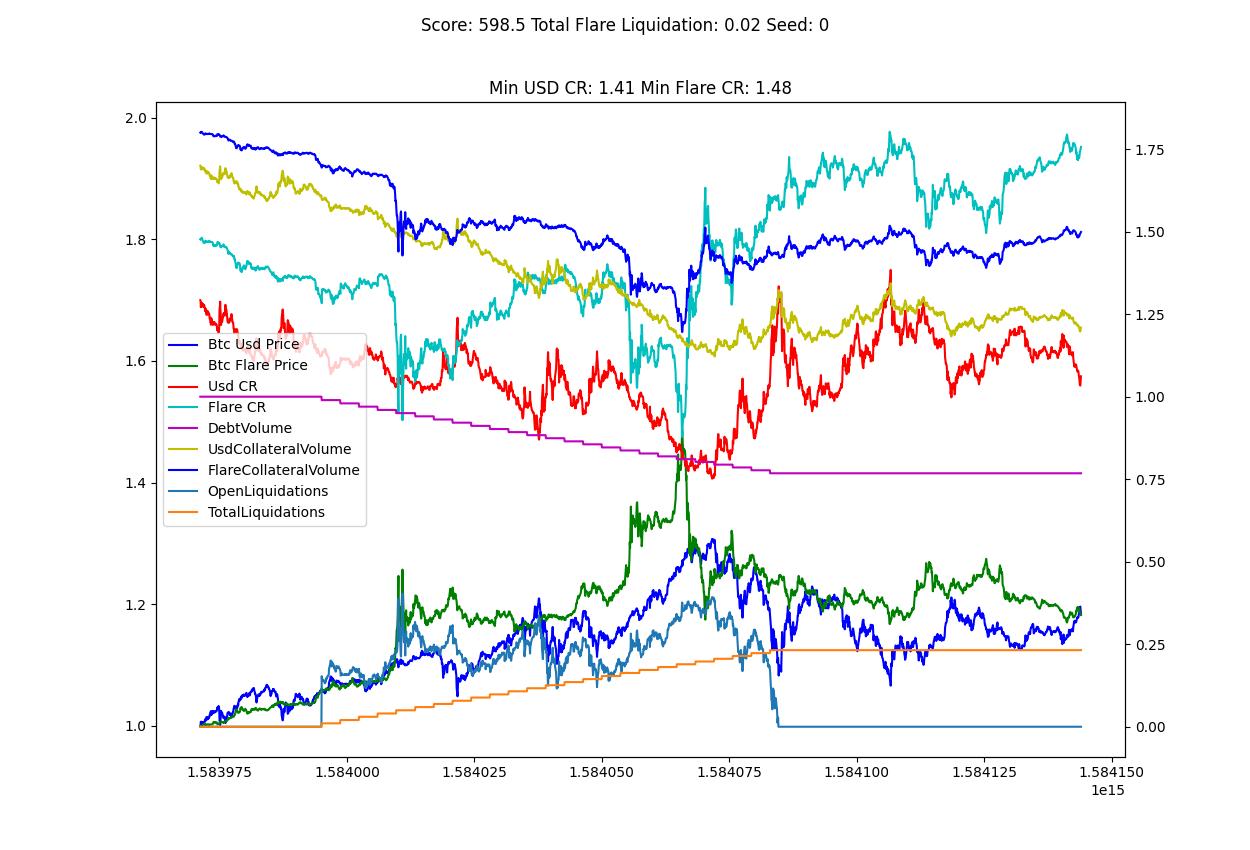 Score: 598.5 Total Flare Liquidation: 0.02 Seed: 0
Min USD CR: 1.41 Min Flare CR: 1.48
2.0
1.8
1.6
1.4
1.2
1.0
Btc Usd Price
Btc Flare Price
Usd CR
Flare CR
DebtVolume
UsdCollateralVolume
FlareCollateralVolume
OpenLiquidations
TotalLiquidations
1.75
1.50
1.25
1.00
0.75
0.50
0.25
0.00
1.583975 1.584000 1.584025 1.584050 1.584075 1.584100 1.584125 1.584150
1e15